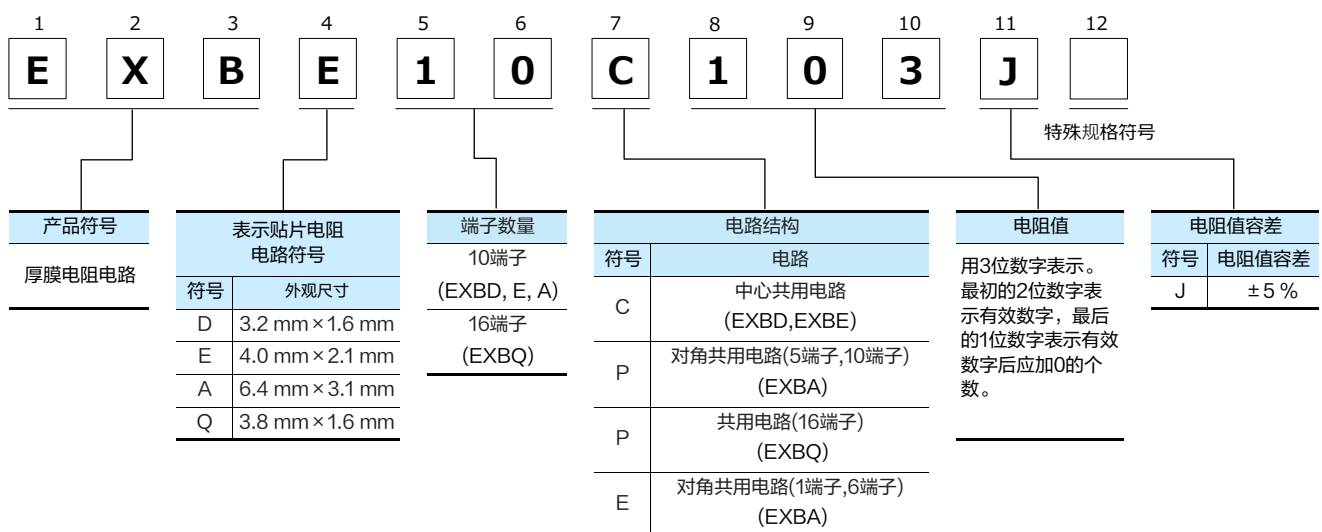 1 2 3 4 5 6 7 8 9 10 11 12
E X B E 1 0 C 1 0 3 J
特殊规格符号
产品符号
厚膜电阻电路
表示贴片电阻
电路符号
符号 外观尺寸
D 3.2 mm×1.6 mm
E 4.0 mm×2.1 mm
A 6.4 mm×3.1 mm
Q 3.8 mm×1.6 mm
端子数量
10端子
(EXBD, E, A)
16端子
(EXBQ)
电路结构
符号 电路
C 中心共用电路
(EXBD,EXBE)
P 对角共用电路(5端子,10端子)
(EXBA)
P 共用电路(16端子)
(EXBQ)
E 对角共用电路(1端子,6端子)
(EXBA)
电阻值
用3位数字表示。
最初的2位数字表
示有效数字，最后
的1位数字表示有效
数字后应加0的个
数。
电阻值容差
符号 电阻值容差
J ±5 %